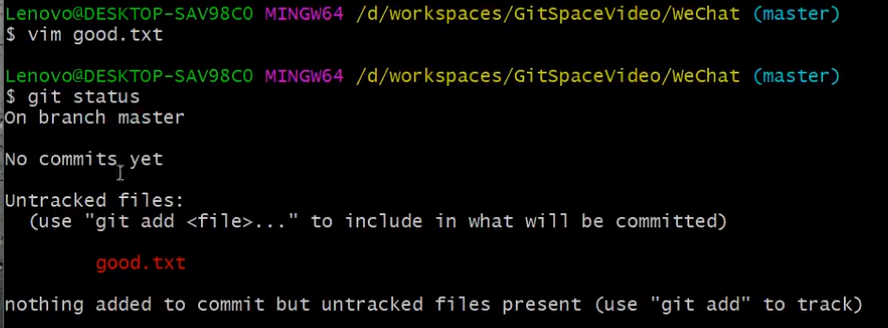 Lenovo@DESKTOP-SAV98C0 MINGW64 /d/workspaces/GitSpaceVideo/WeChat (master)
$ vim good.txt
Lenovo@DESKTOP-SAV98C0 MINGW64 /d/workspaces/GitSpaceVideo/WeChat (master)
$ git status
On branch master
No commits yet
Untracked files:
(use "git add <file>..." to include in what will be committed)
good.txt
nothing added to commit but untracked files present (use "git add" to track)